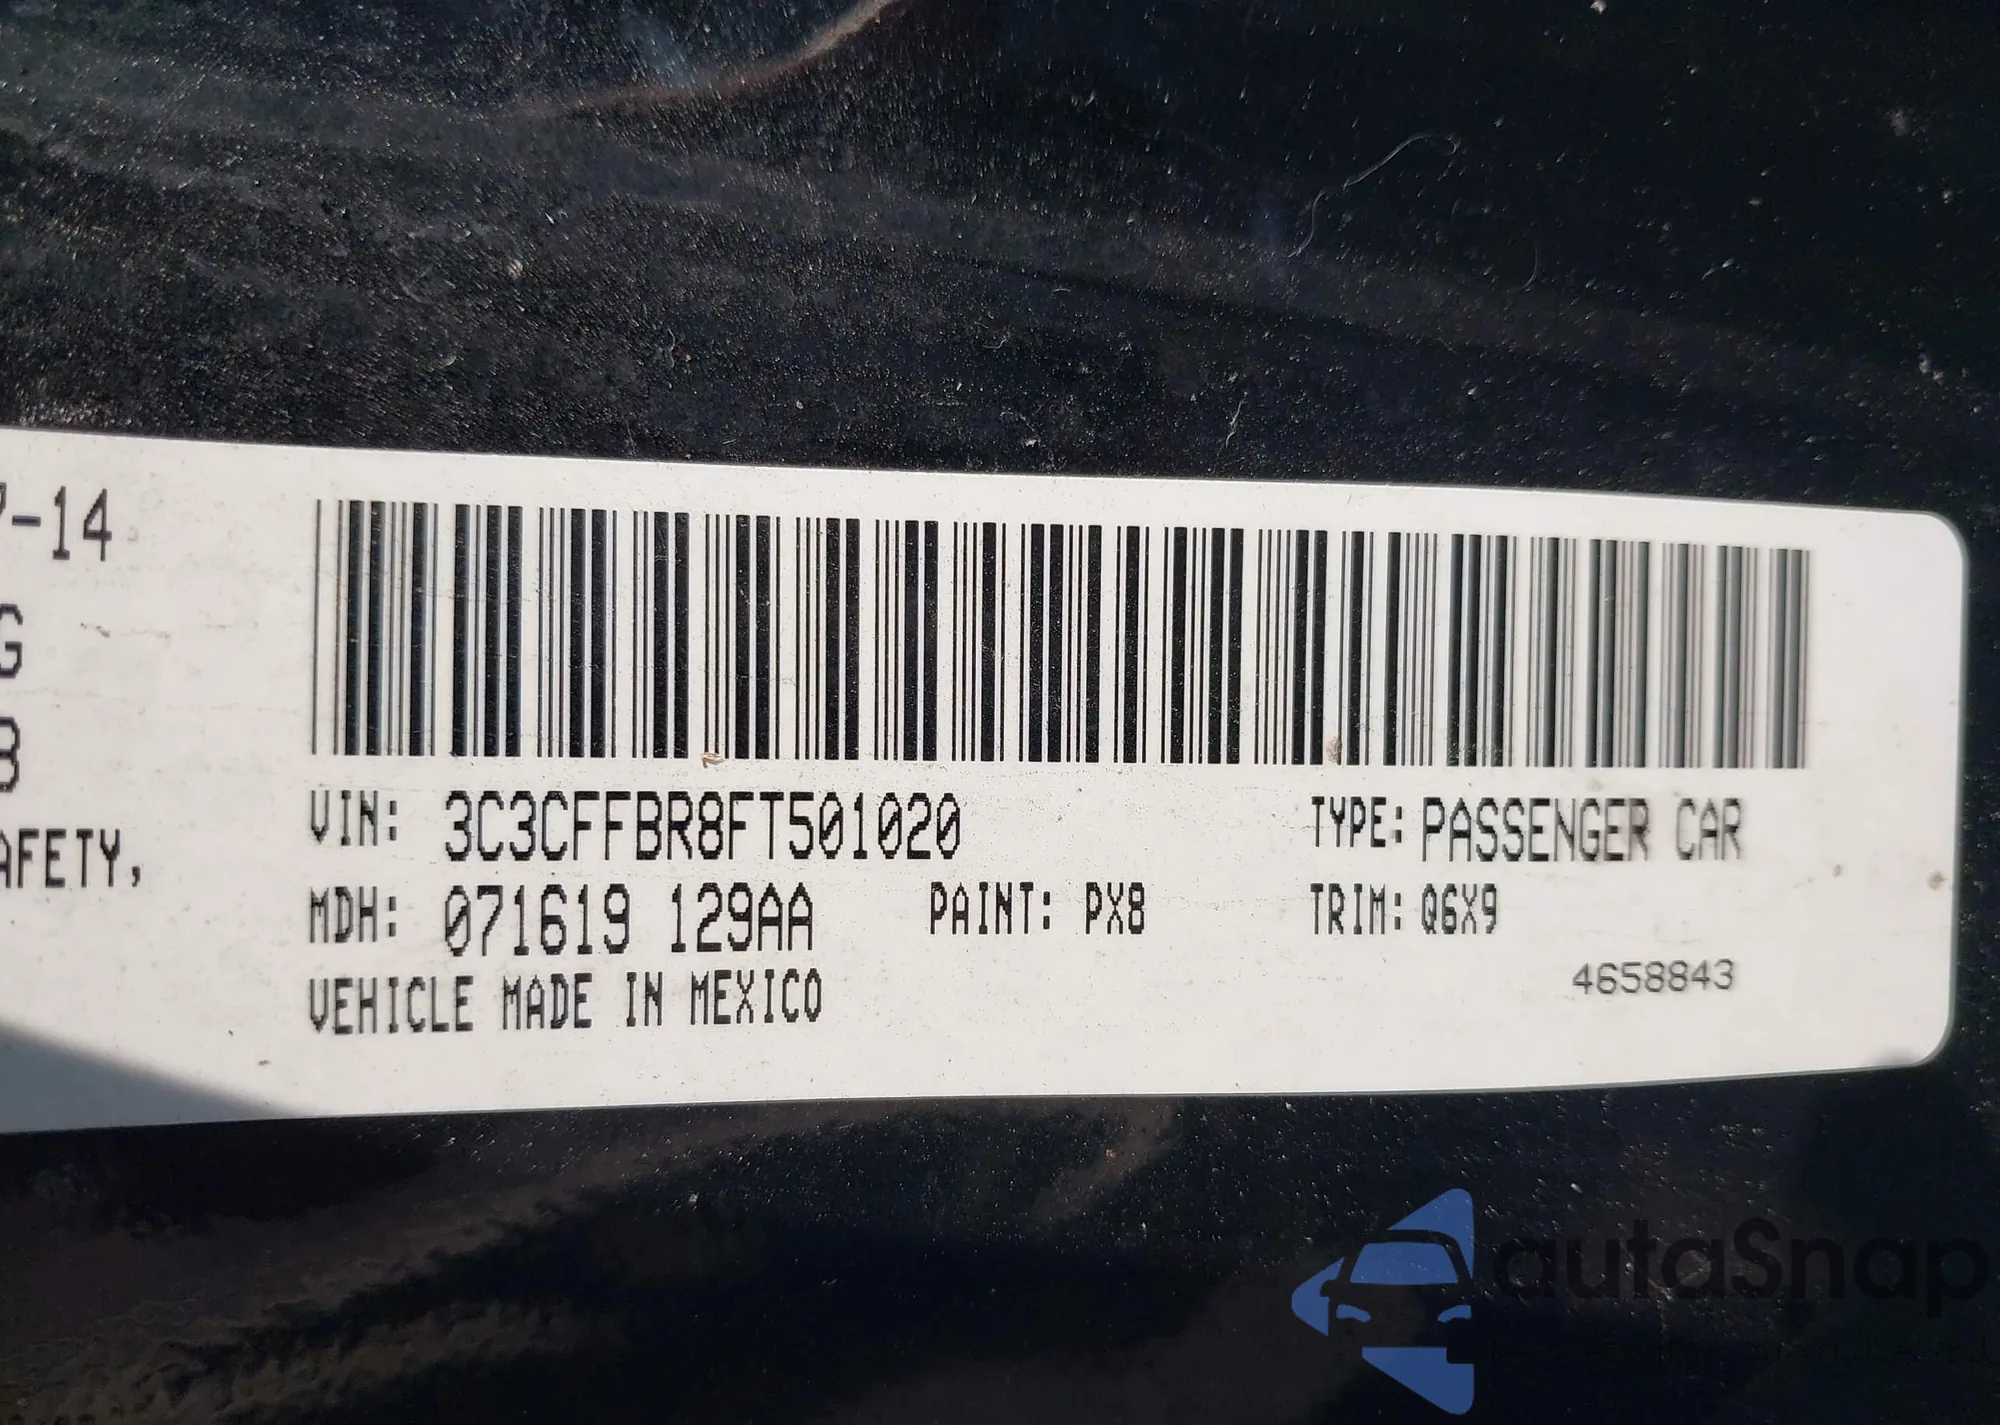 7-14
G
B
AFETY,
VIN: 3C3CFFBR8FT501020
TYPE: PASSENGER CAR
MDH: 071619 129AA
PAINT: PX8
TRIM: Q6X9
VEHICLE MADE IN MEXICO
4658843
autaSnap